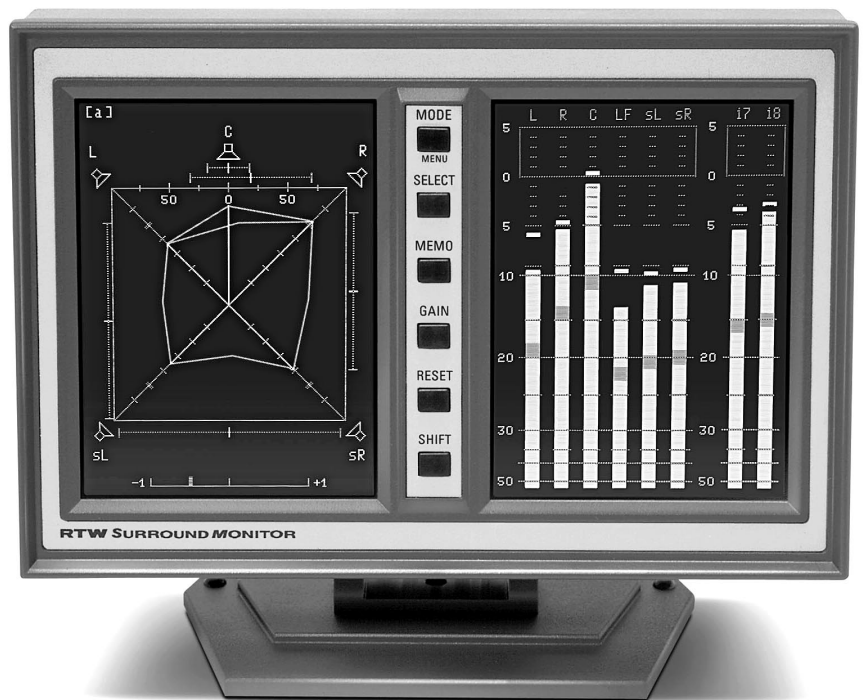 [a]
C
L R
50 0 50
sL sR
-1 +1
MODE
MENU
SELECT
MEMO
GAIN
RESET
SHIFT
L R C LF sL sR i7 i8
5 5
0 0
5 5
10 10
20 20
30 30
50 50
RTW SURROUND MONITOR